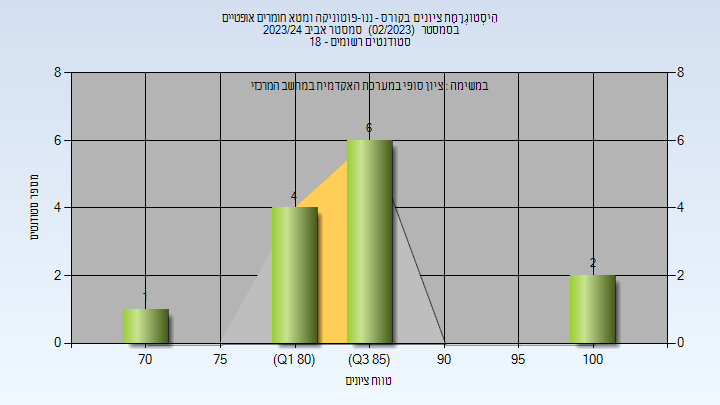 היסטוגרמת ציונים בקורס - ננו-פוטוניקה ומטא חומרים אופטיים
בסמסטר (02/2023) סמסטר אביב 2023/24
סטודנטים רשומים - 18
במשימה : ציון סופי במערכת האקדמית במחשב המרכזי
8 8
6 6
4 4
2 2
0 0
1 4 6 2
מספר סטודנטים
70 75 (Q1 80) (Q3 85) 90 95 100
טווח ציונים